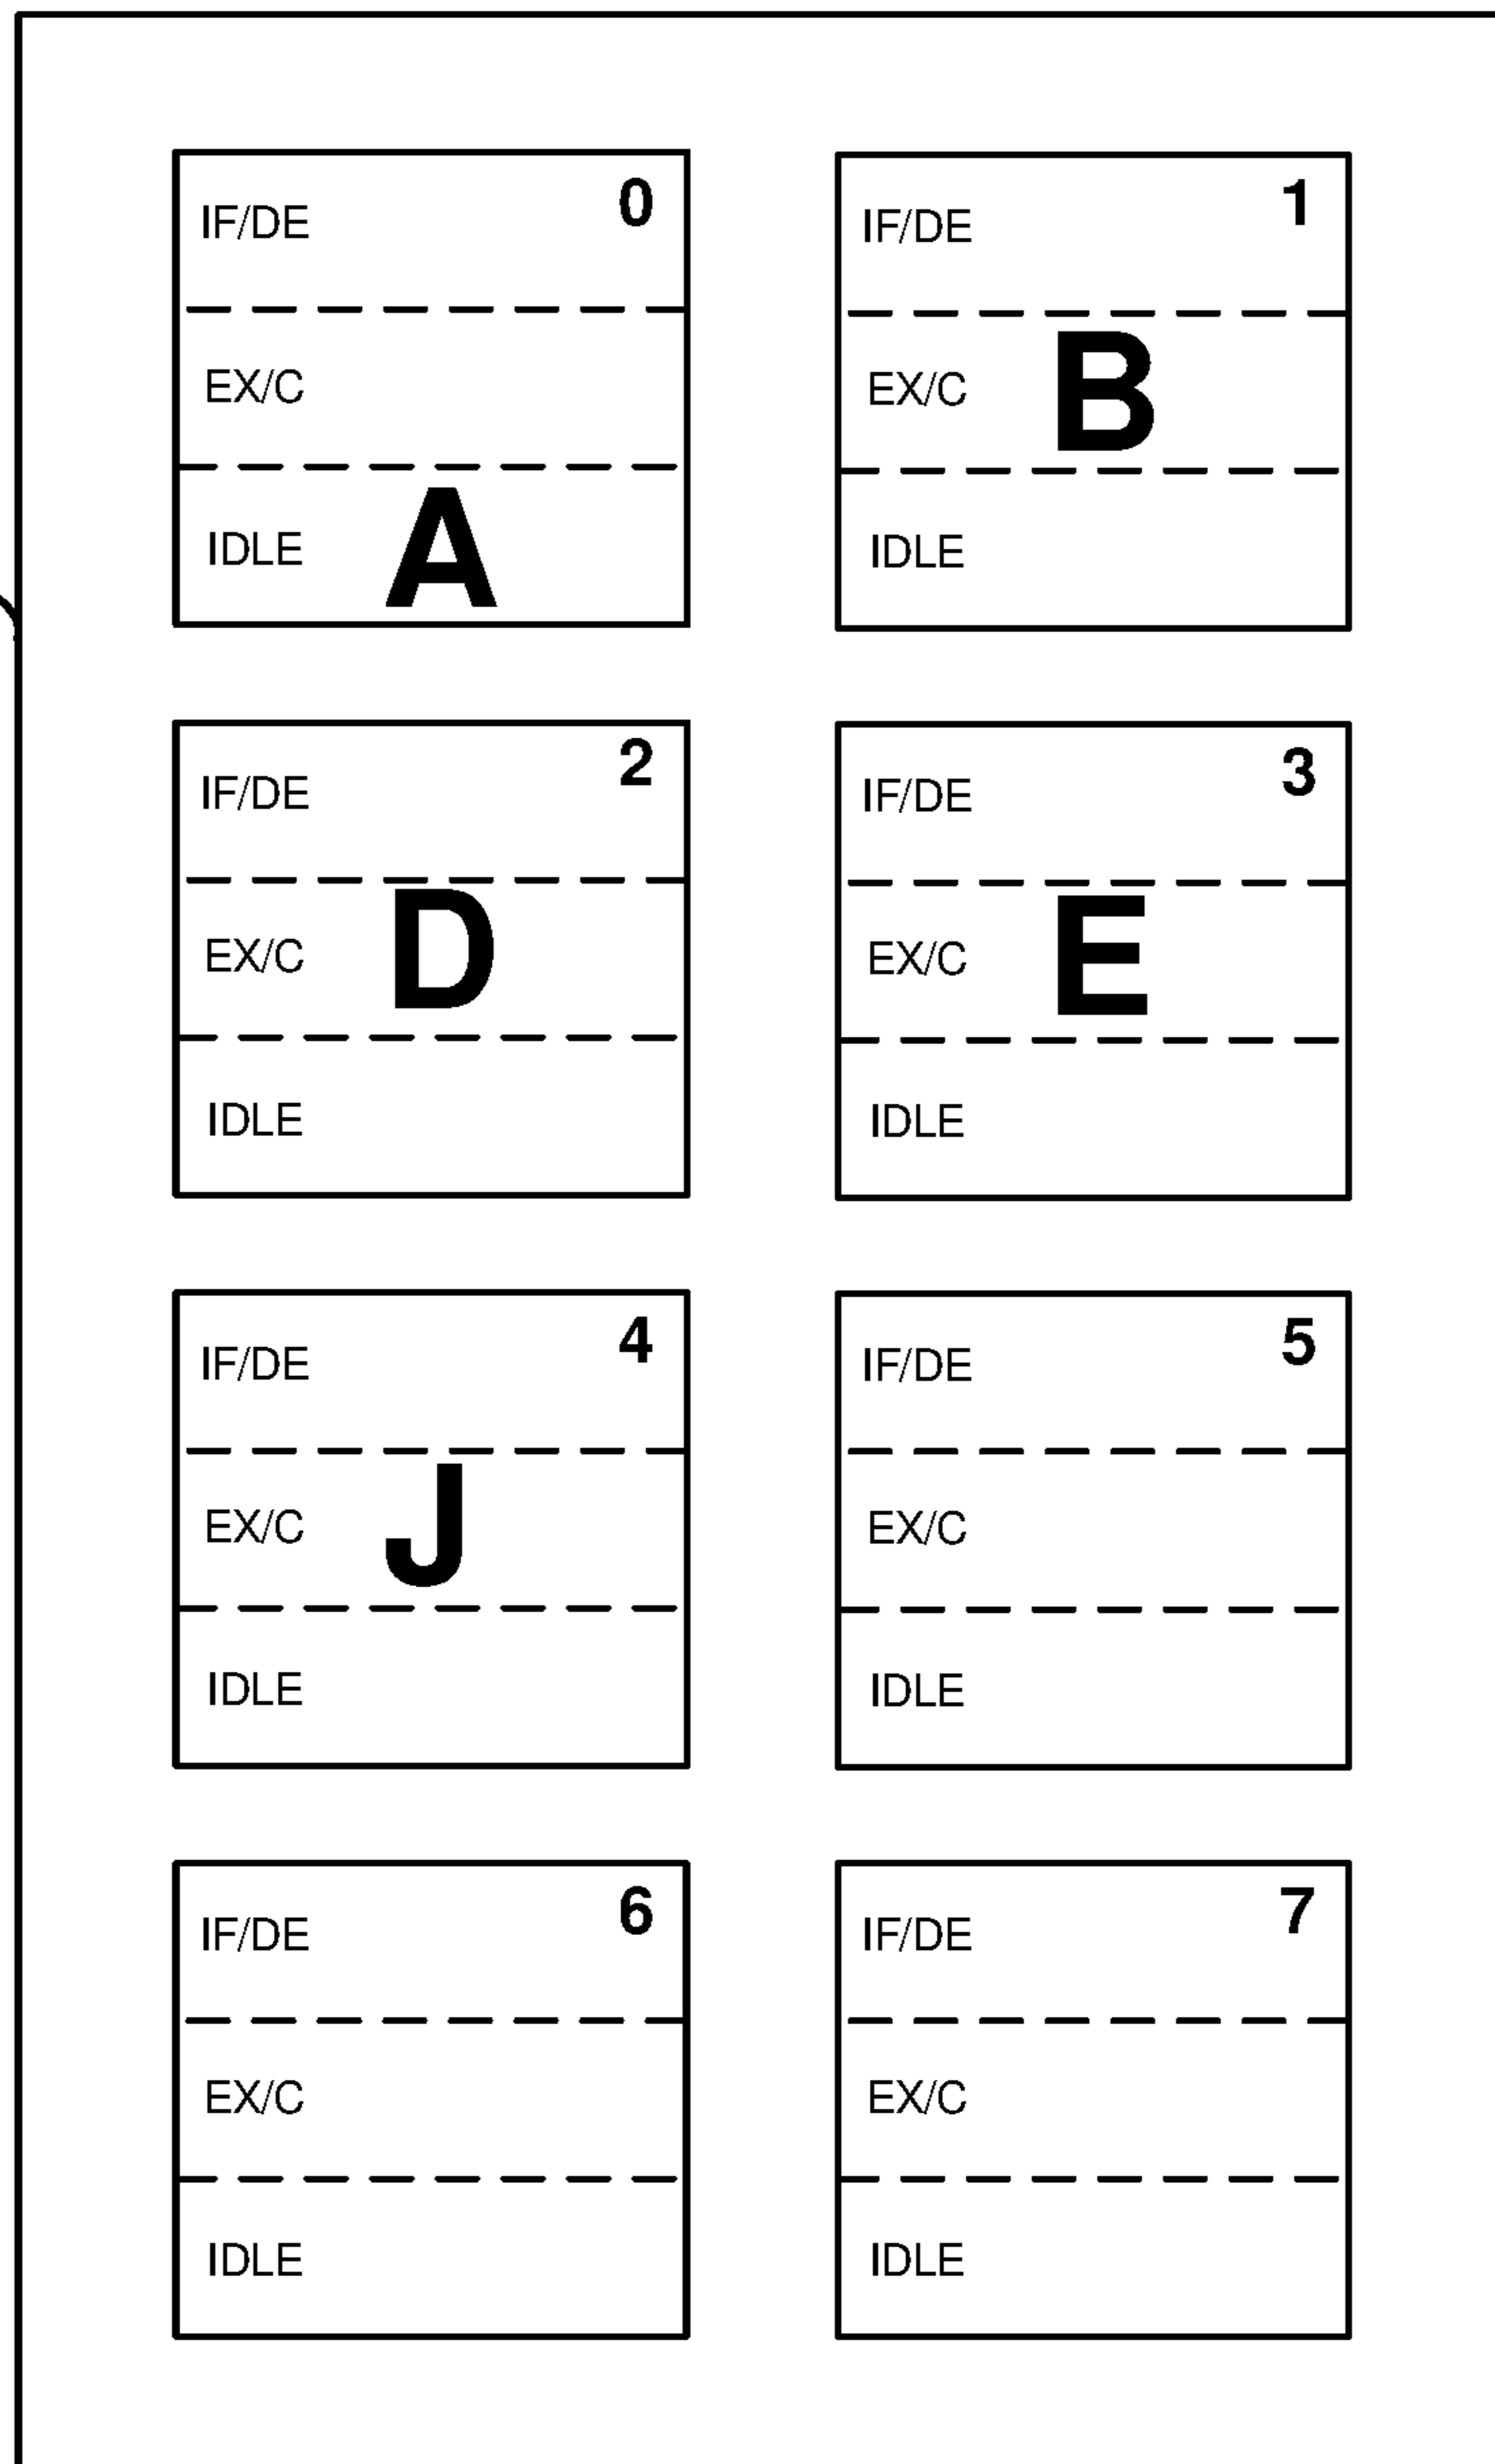 IF/DE 0
EX/C
IDLE A
IF/DE 1
EX/C B
IDLE
IF/DE 2
EX/C D
IDLE
IF/DE 3
EX/C E
IDLE
IF/DE 4
EX/C J
IDLE
IF/DE 5
EX/C
IDLE
IF/DE 6
EX/C
IDLE
IF/DE 7
EX/C
IDLE